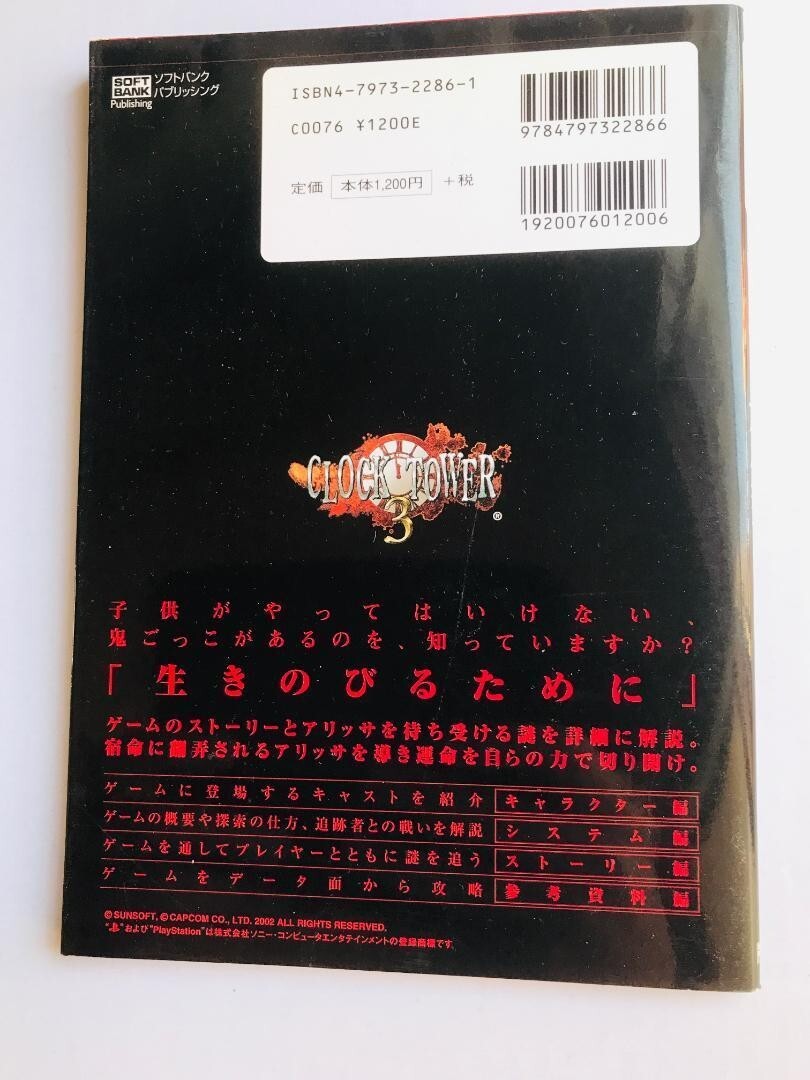 SOFT
BANK
Publishing
ソフトバンク
パブリッシング
ISBN4-7973-2286-1
C0076 ¥1200E
定価 本体1,200円 +税
9784797322866
1920076012006
CLOCK TOWER
3
®
子供がやってはいけない、
鬼ごっこがあるのを、知っていますか?
「生きのびるために」
ゲームのストーリーとアリッサを待ち受ける謎を詳細に解説。
宿命に翻弄されるアリッサを導き運命を自らの力で切り開け。
ゲームに登場するキャストを紹介 キャラクター編
ゲームの概要や探索の仕方、追跡者との戦いを解説 システム編
ゲームを通してプレイヤーとともに謎を追う ストーリー編
ゲームをデータ面から攻略 参考資料編
©SUNSOFT, ©CAPCOM CO., LTD. 2002 ALL RIGHTS RESERVED.
" "および"PlayStation"は株式会社ソニー・コンピュータエンタテインメントの登録商標です。